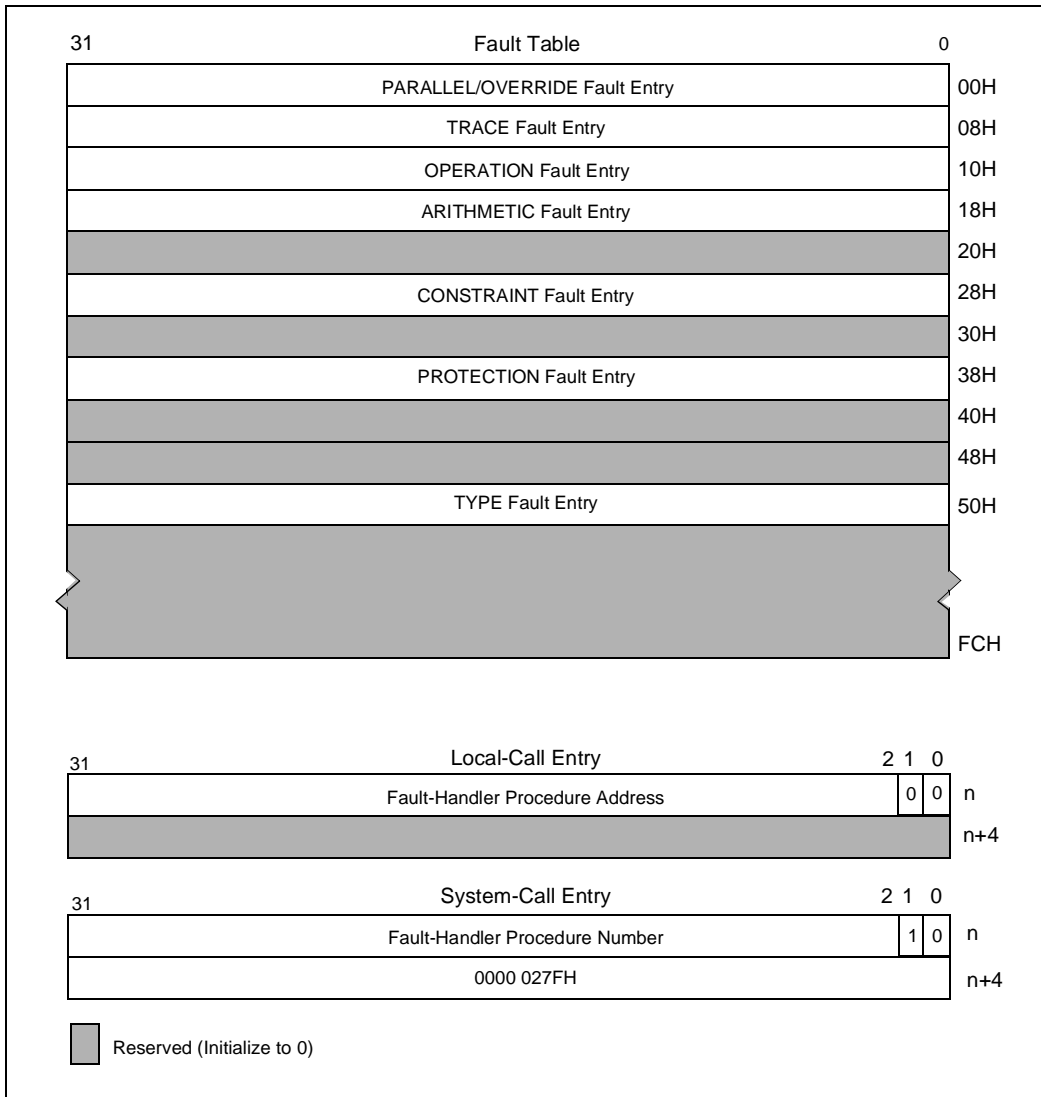 31 Fault Table 0
PARALLEL/OVERRIDE Fault Entry 00H
TRACE Fault Entry 08H
OPERATION Fault Entry 10H
ARITHMETIC Fault Entry 18H
20H
CONSTRAINT Fault Entry 28H
30H
PROTECTION Fault Entry 38H
40H
48H
TYPE Fault Entry 50H
FCH
31 Local-Call Entry 2 1 0
Fault-Handler Procedure Address 0 0 n
n+4
31 System-Call Entry 2 1 0
Fault-Handler Procedure Number 1 0 n
0000 027FH n+4
Reserved (Initialize to 0)